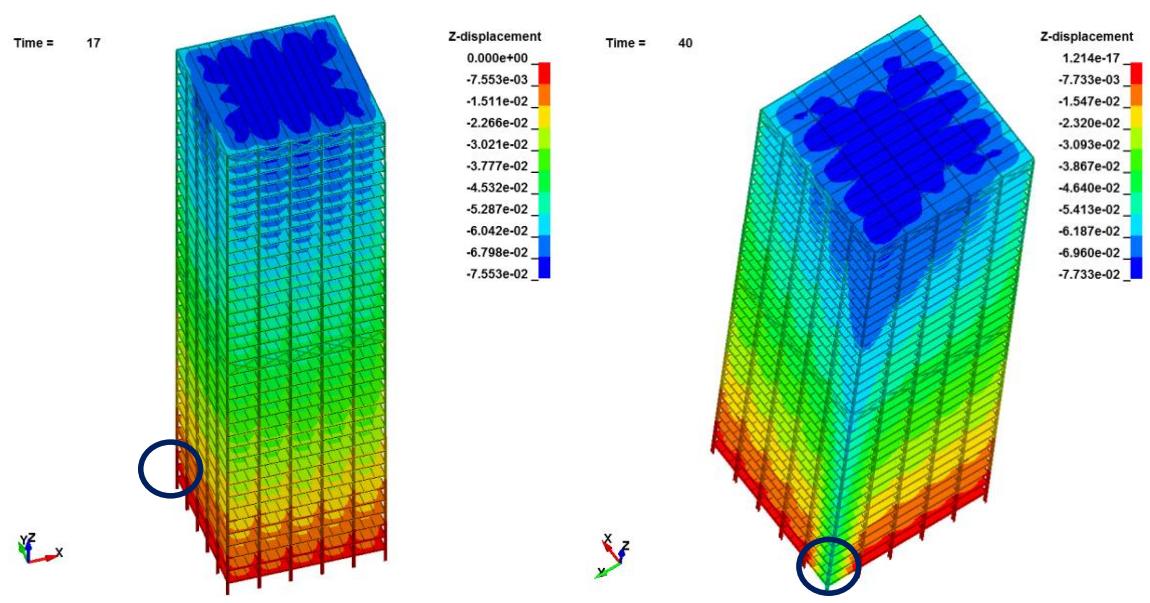 Time = 17
Z-displacement
0.000e+00
-7.553e-03
-1.511e-02
-2.266e-02
-3.021e-02
-3.777e-02
-4.532e-02
-5.287e-02
-6.042e-02
-6.798e-02
-7.553e-02
Y Z X
Time = 40
Z-displacement
1.214e-17
-7.733e-03
-1.547e-02
-2.320e-02
-3.093e-02
-3.867e-02
-4.640e-02
-5.413e-02
-6.187e-02
-6.960e-02
-7.733e-02
X Z
Y